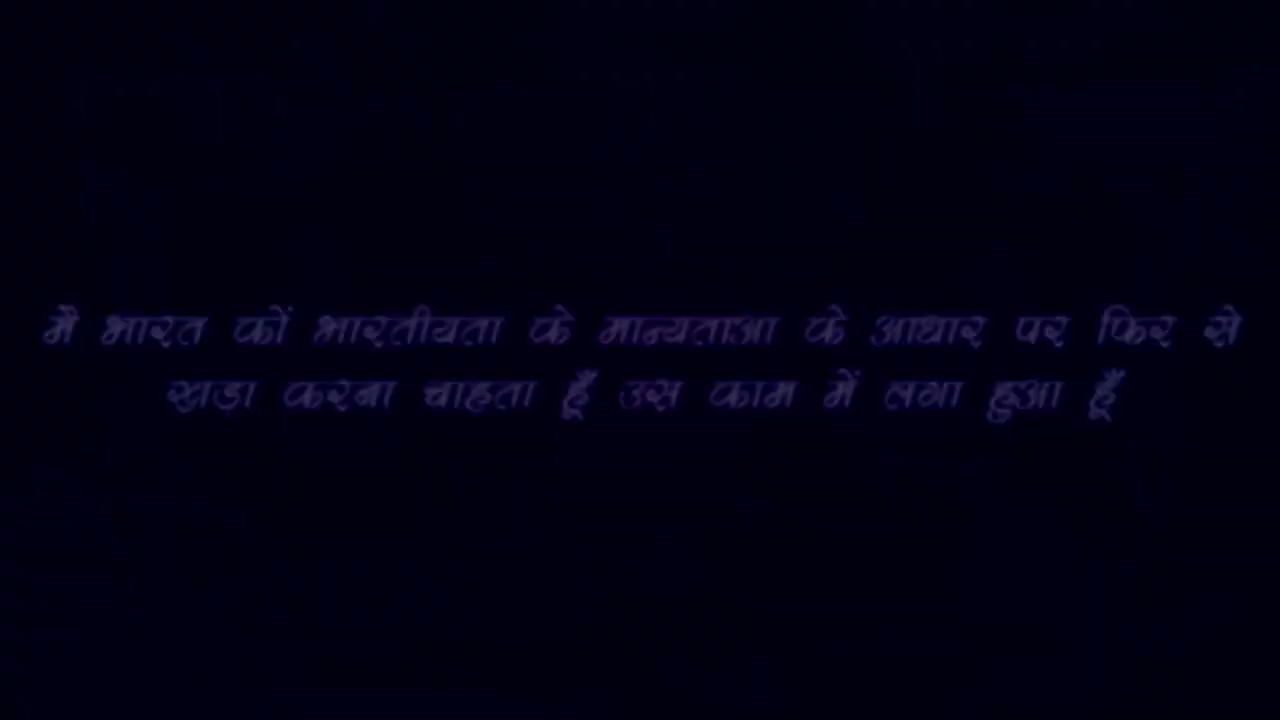 मै भारत कों भारतीयता के मान्यताआ के आधार पर फिर से
खड़ा करना चाहता हूँ उस काम में लगा हुआ हूँ